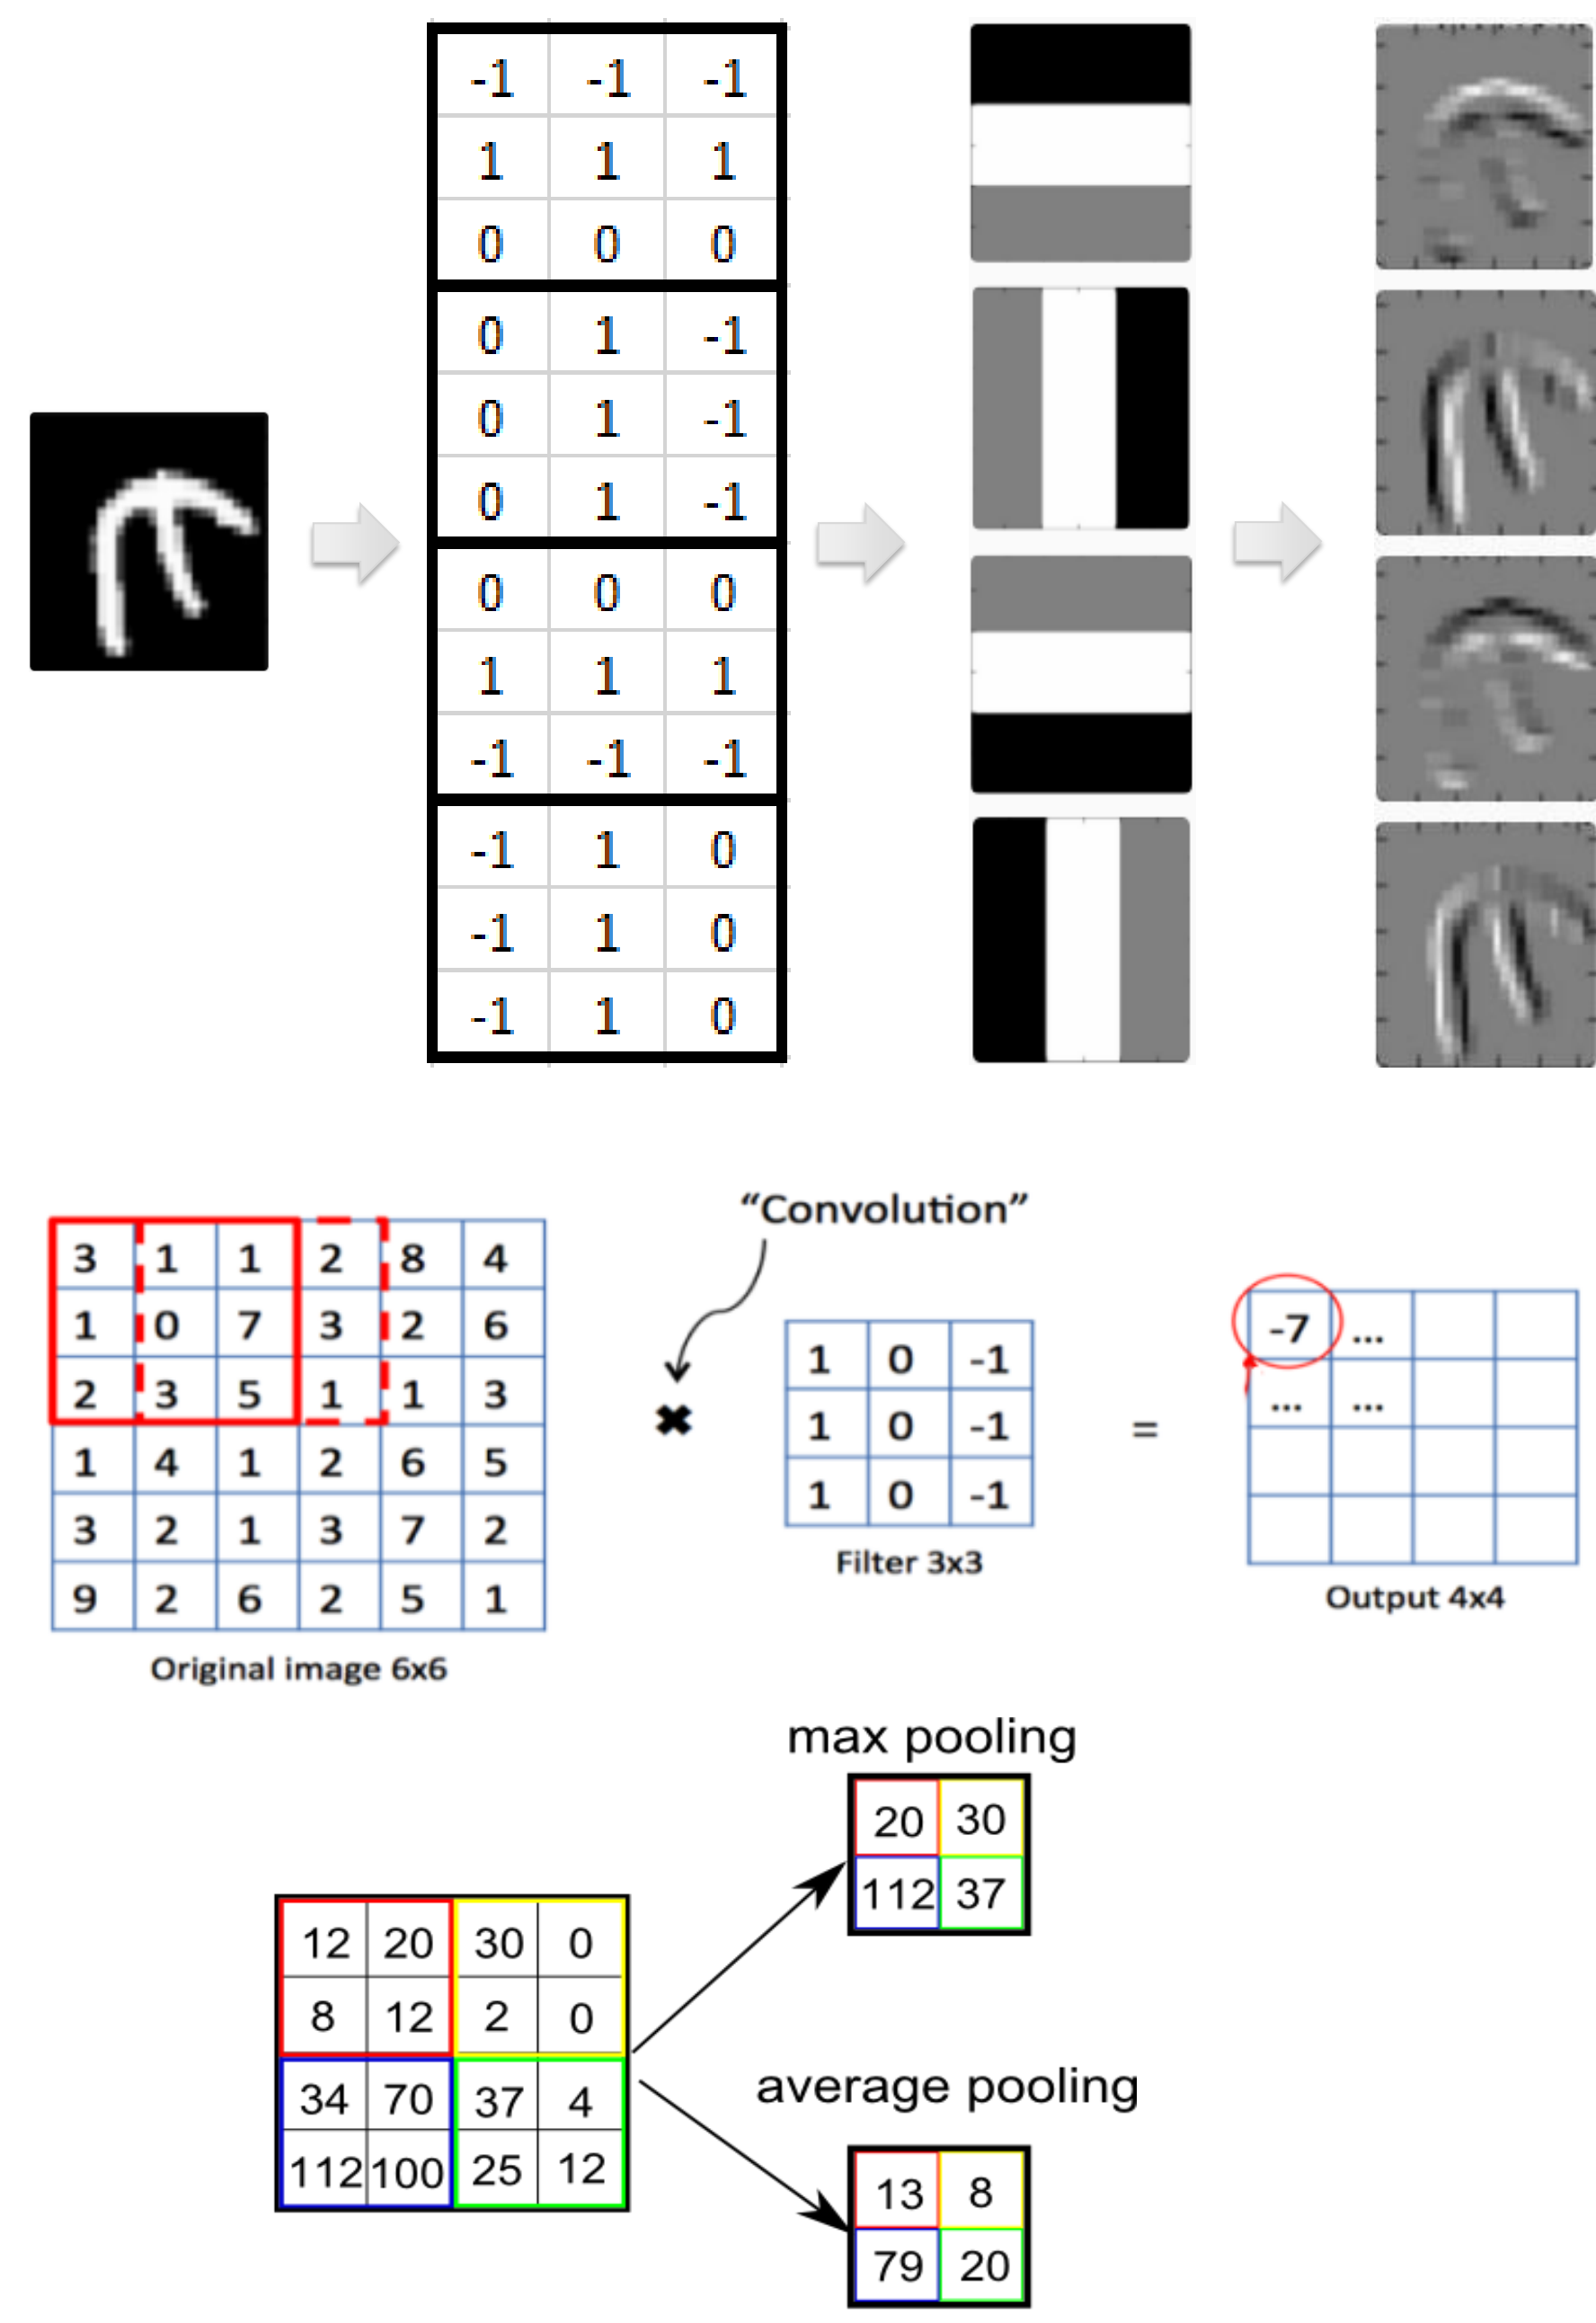 -1 -1 -1
1 1 1
0 0 0
0 1 -1
0 1 -1
0 1 -1
0 0 0
1 1 1
-1 -1 -1
-1 1 0
-1 1 0
-1 1 0
“Convolution”
3 1 1 2 8 4
1 0 7 3 2 6
2 3 5 1 1 3
1 4 1 2 6 5
3 2 1 3 7 2
9 2 6 2 5 1
Original image 6x6
✖
1 0 -1
1 0 -1
1 0 -1
Filter 3x3
=
-7 ...
... ...
Output 4x4
max pooling
20 30
112 37
12 20 30 0
8 12 2 0
34 70 37 4
112 100 25 12
average pooling
13 8
79 20